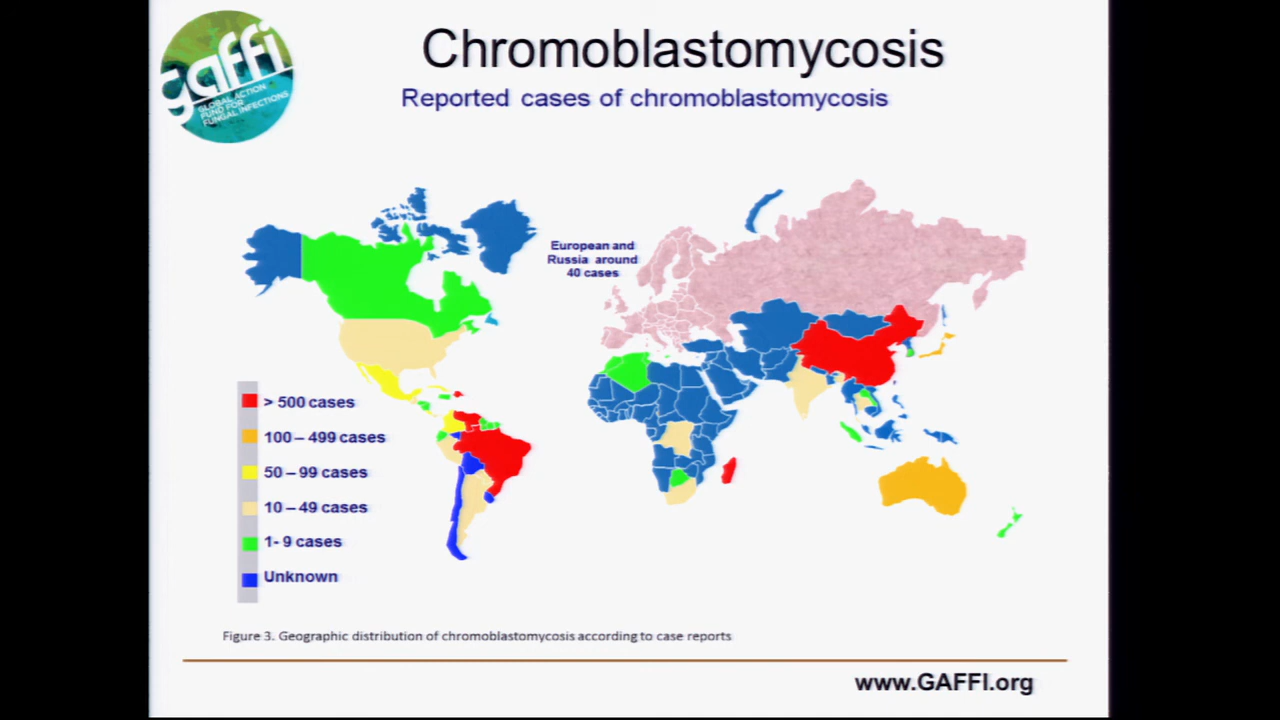 gaffi
GLOBAL ACTION
FUND FOR
FUNGAL INFECTIONS
Chromoblastomycosis
Reported cases of chromoblastomycosis
European and
Russia around
40 cases
> 500 cases
100 – 499 cases
50 – 99 cases
10 – 49 cases
1- 9 cases
Unknown
Figure 3. Geographic distribution of chromoblastomycosis according to case reports
www.GAFFI.org